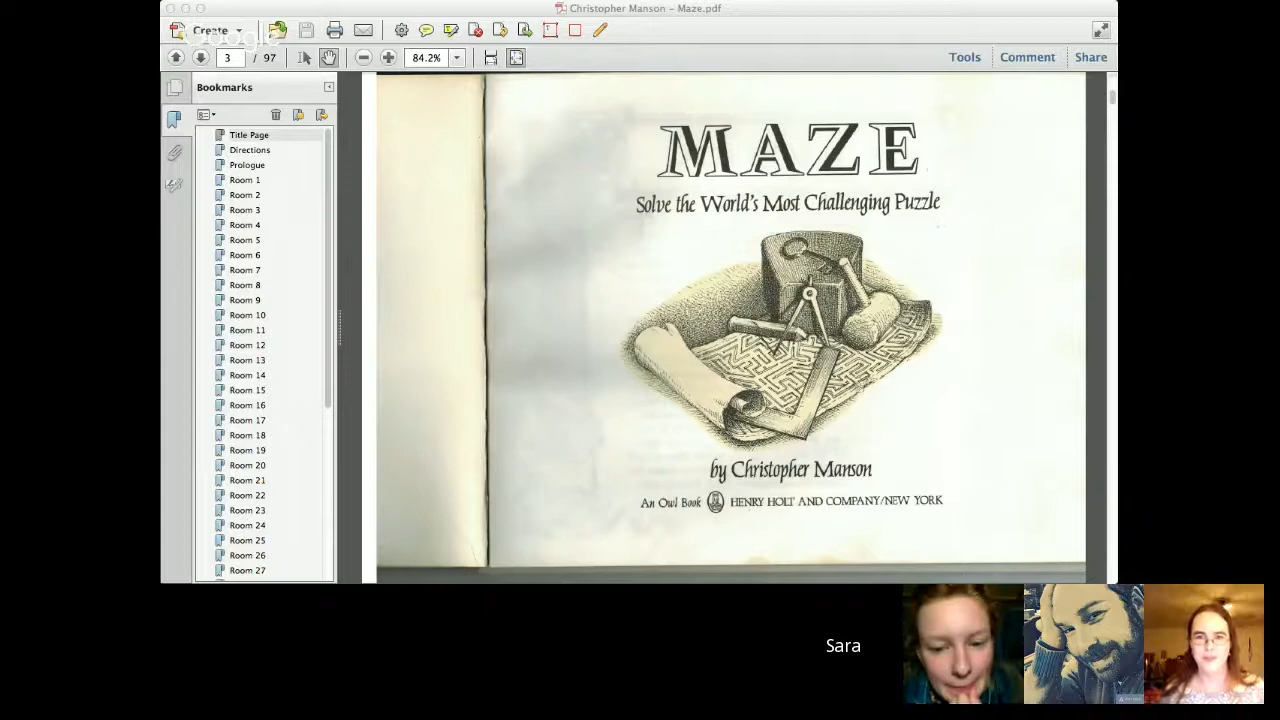 Christopher Manson – Maze.pdf
Create
Google
3 / 97
84.2%
Tools
Comment
Share
Bookmarks
Title Page
Directions
Prologue
Room 1
Room 2
Room 3
Room 4
Room 5
Room 6
Room 7
Room 8
Room 9
Room 10
Room 11
Room 12
Room 13
Room 14
Room 15
Room 16
Room 17
Room 18
Room 19
Room 20
Room 21
Room 22
Room 23
Room 24
Room 25
Room 26
Room 27
MAZE
Solve the World's Most Challenging Puzzle
by Christopher Manson
An Owl Book HENRY HOLT AND COMPANY/NEW YORK
Sara